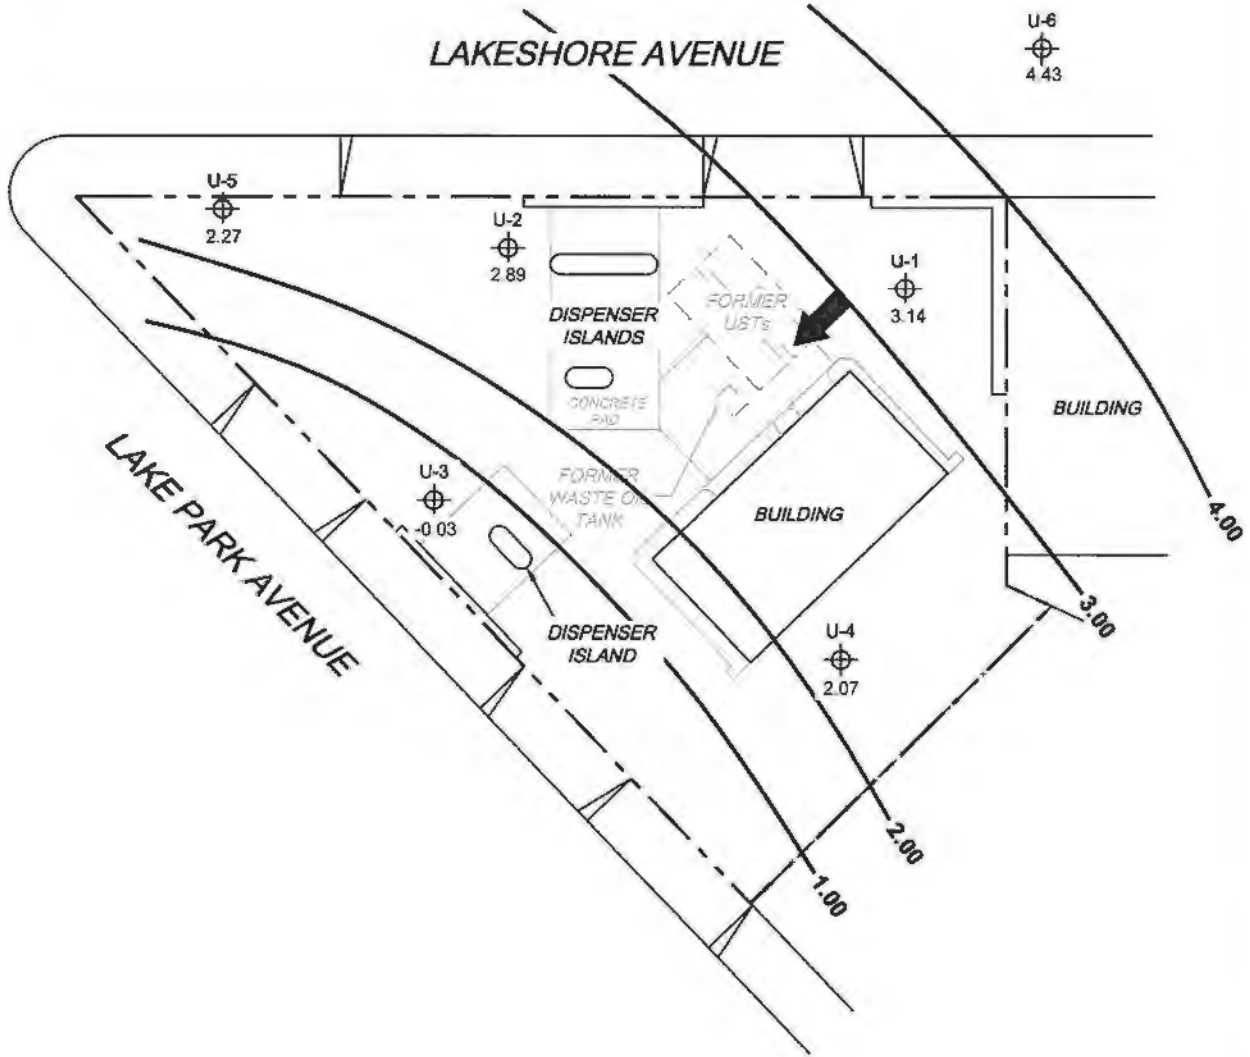 LAKESHORE AVENUE
U-6
4.43
U-5
2.27
U-2
2.89
U-1
3.14
FORMER
USTs
DISPENSER
ISLANDS
CONCRETE
PAD
BUILDING
U-3
-0.03
FORMER
WASTE OIL
TANK
BUILDING
4.00
LAKE PARK AVENUE
DISPENSER
ISLAND
U-4
2.07
3.00
2.00
1.00